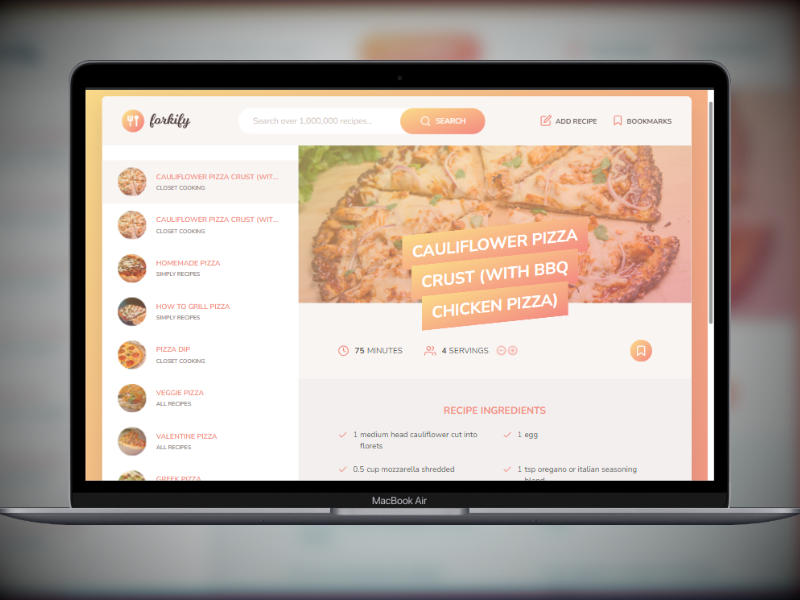 forkify
Search over 1,000,000 recipes...
SEARCH
ADD RECIPE
BOOKMARKS
CAULIFLOWER PIZZA CRUST (WIT...
CLOSET COOKING
CAULIFLOWER PIZZA CRUST (WIT...
CLOSET COOKING
HOMEMADE PIZZA
SIMPLY RECIPES
HOW TO GRILL PIZZA
SIMPLY RECIPES
PIZZA DIP
CLOSET COOKING
VEGGIE PIZZA
ALL RECIPES
VALENTINE PIZZA
ALL RECIPES
GREEK PIZZA
CAULIFLOWER PIZZA
CRUST (WITH BBQ
CHICKEN PIZZA)
75 MINUTES
4 SERVINGS
RECIPE INGREDIENTS
1 medium head cauliflower cut into
florets
1 egg
0.5 cup mozzarella shredded
1 tsp oregano or italian seasoning
blend
MacBook Air